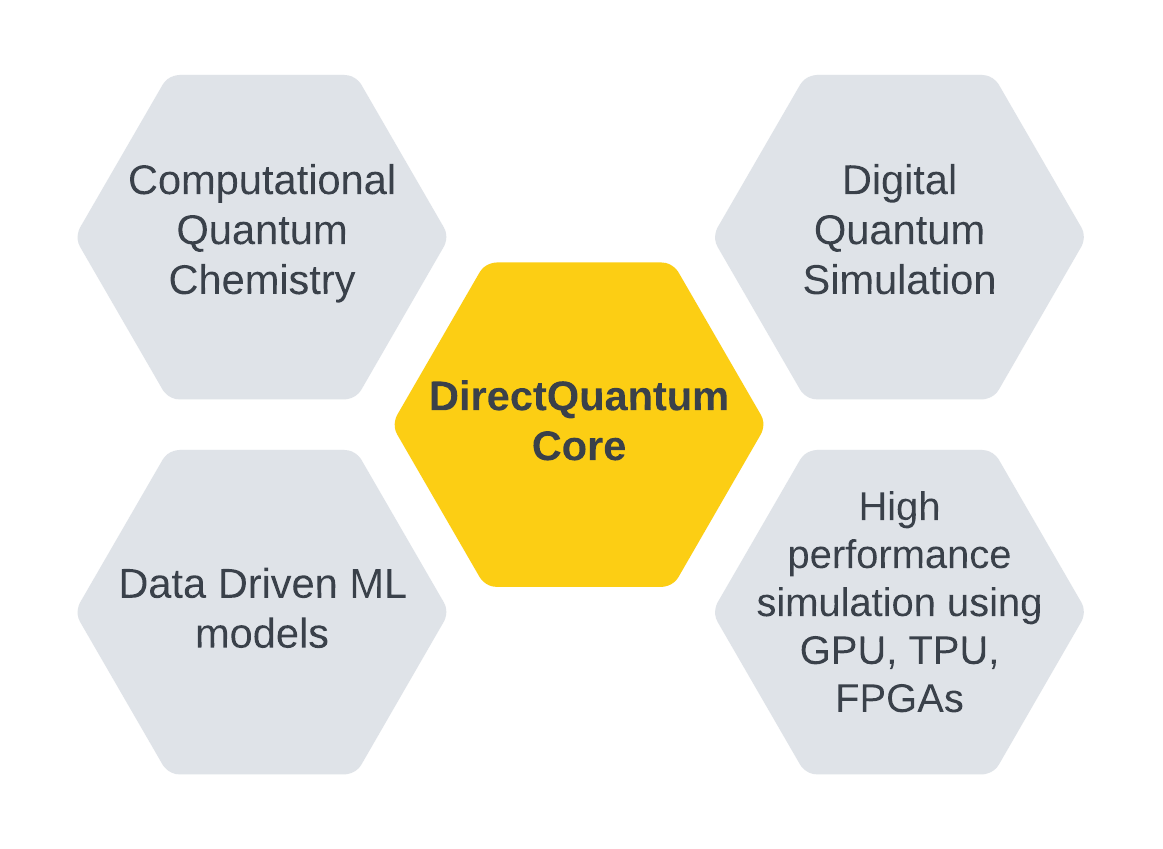 Computational
Quantum
Chemistry
Digital
Quantum
Simulation
DirectQuantum
Core
Data Driven ML
models
High
performance
simulation using
GPU, TPU,
FPGAs